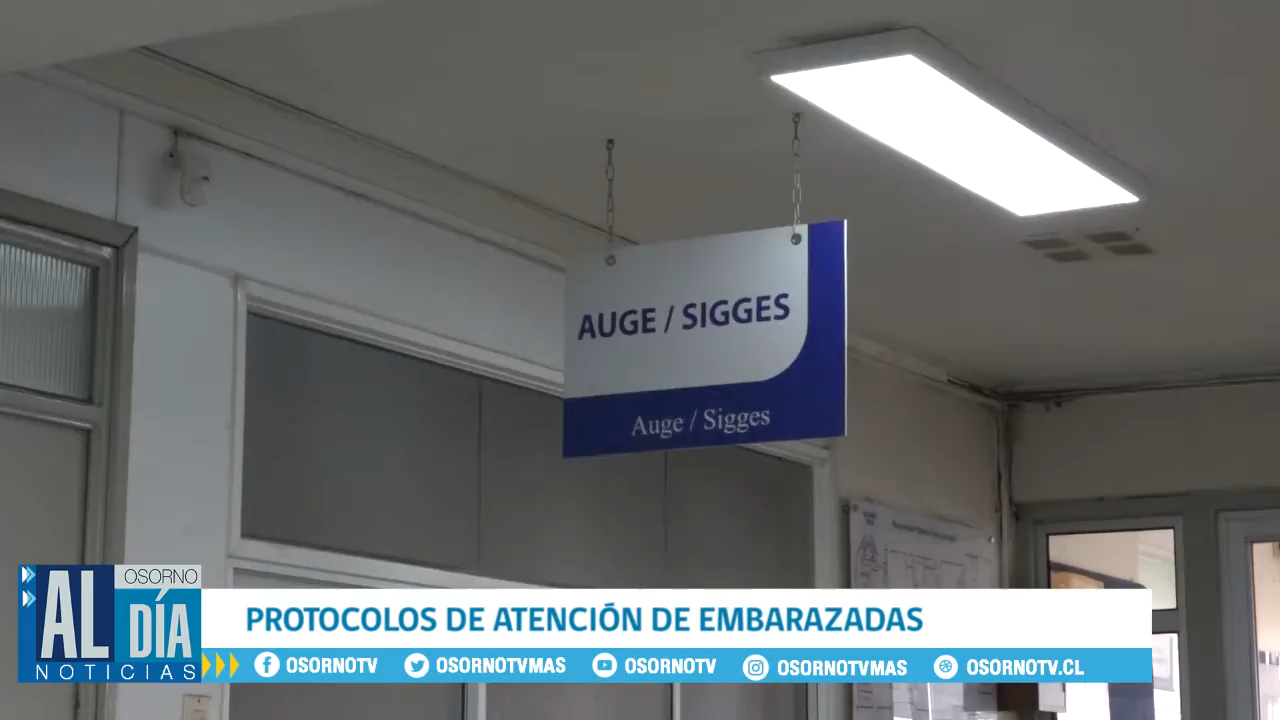 AUGE / SIGGES
Auge / Sigges
OSORNO
AL DÍA
NOTICIAS
PROTOCOLOS DE ATENCIÓN DE EMBARAZADAS
OSORNOTV OSORNOTVMAS OSORNOTV OSORNOTVMAS OSORNOTV.CL